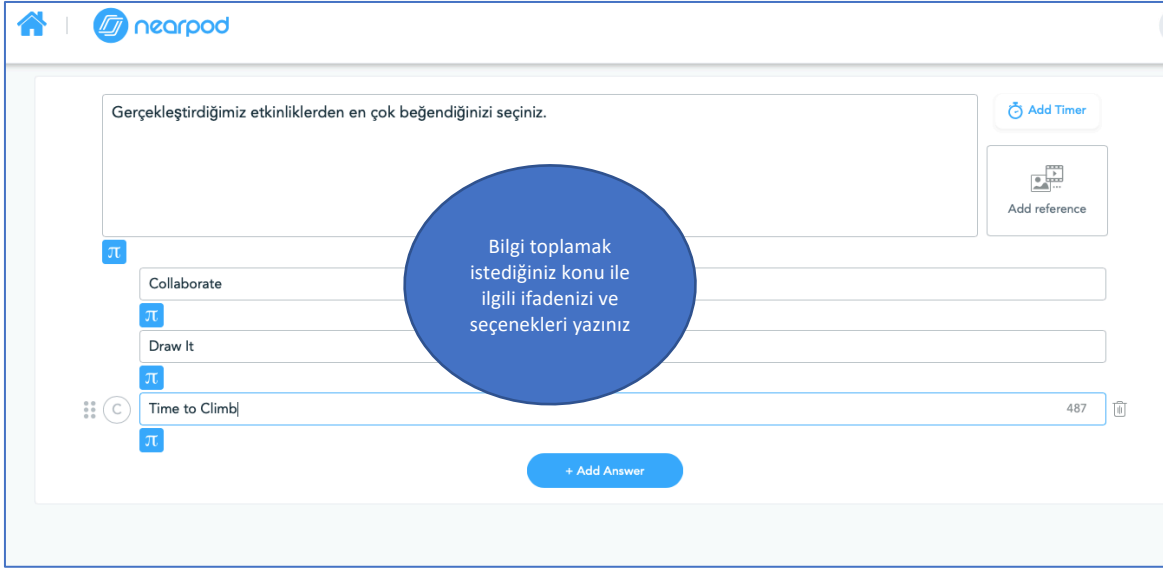 nearpod
Gerçekleştirdiğimiz etkinliklerden en çok beğendiğinizi seçiniz.
Add Timer
Add reference
Bilgi toplamak
istediğiniz konu ile
ilgili ifadenizi ve
seçenekleri yazınız
π
Collaborate
π
Draw It
π
C
Time to Climb
487
π
+ Add Answer